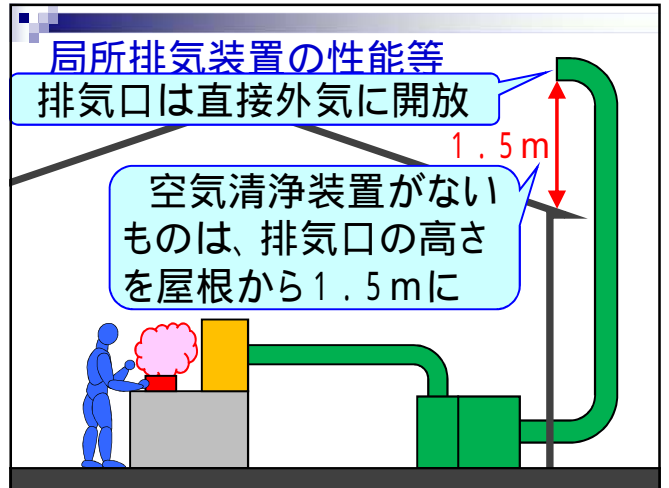 局所排気装置の性能等
排気口は直接外気に開放
1.5m
空気清浄装置がない
ものは、排気口の高さ
を屋根から1.5mに